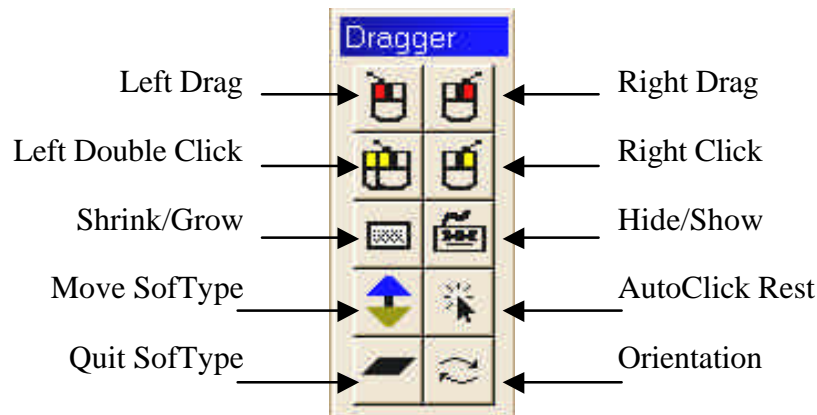 Dragger
Left Drag
Right Drag
Left Double Click
Right Click
Shrink/Grow
Hide/Show
Move SofType
AutoClick Rest
Quit SofType
Orientation